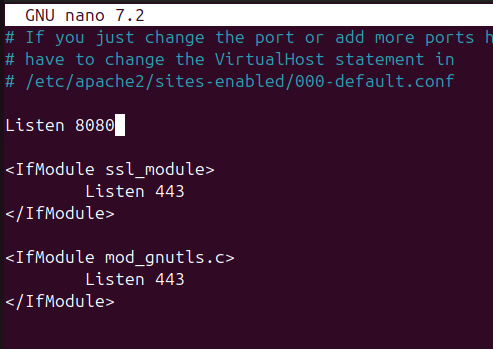 GNU nano 7.2
# If you just change the port or add more ports
# have to change the VirtualHost statement in
# /etc/apache2/sites-enabled/000-default.conf
Listen 8080
<IfModule ssl_module>
Listen 443
</IfModule>
<IfModule mod_gnutls.c>
Listen 443
</IfModule>